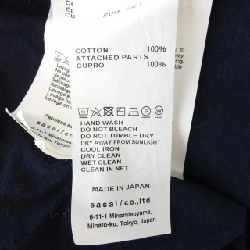 COTTON 100%
ATTACHED PARTS
CUPRO 100%
HAND WASH
DO NOT BLEACH
DO NOT TUMBLE DRY
DRY AWAY FROM SUNLIGHT
COOL IRON
DRY CLEAN
WET CLEAN
CLEAN IN NET
MADE IN JAPAN
sacai/co.,ltd
6-11-1 Minamiaoyama,
Minato-ku, Tokyo, Japan